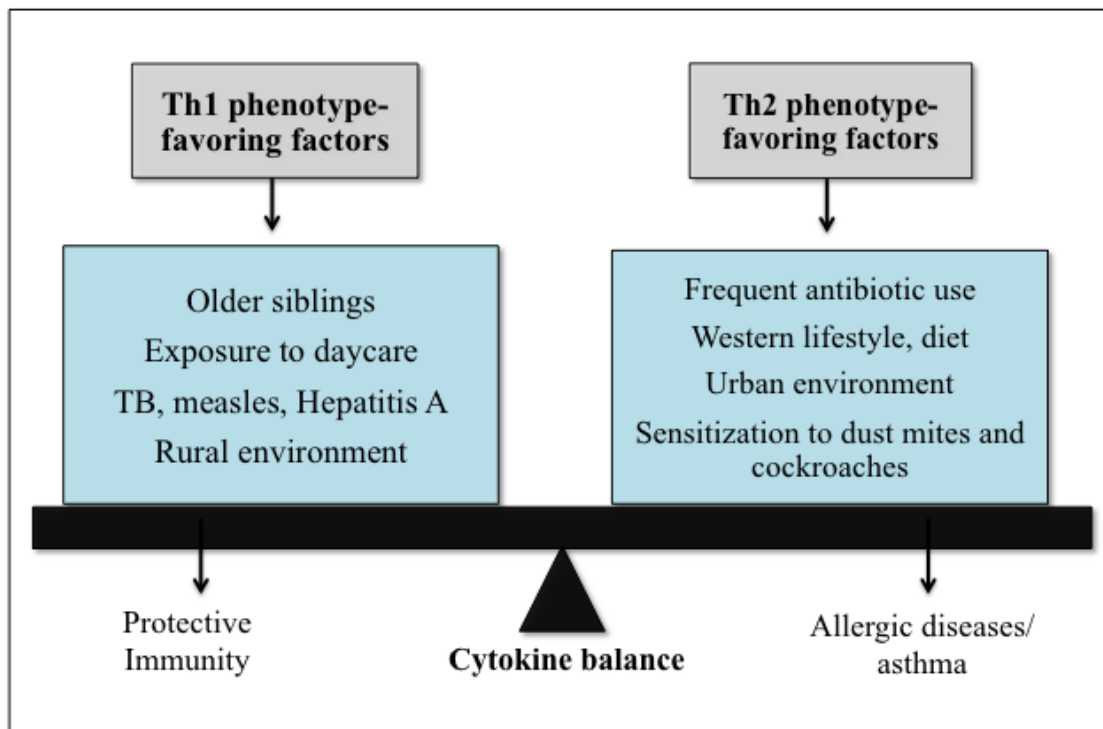 Th1 phenotype-
favoring factors
Older siblings
Exposure to daycare
TB, measles, Hepatitis A
Rural environment
Protective
Immunity
Th2 phenotype-
favoring factors
Frequent antibiotic use
Western lifestyle, diet
Urban environment
Sensitization to dust mites and
cockroaches
Allergic diseases/
asthma
Cytokine balance